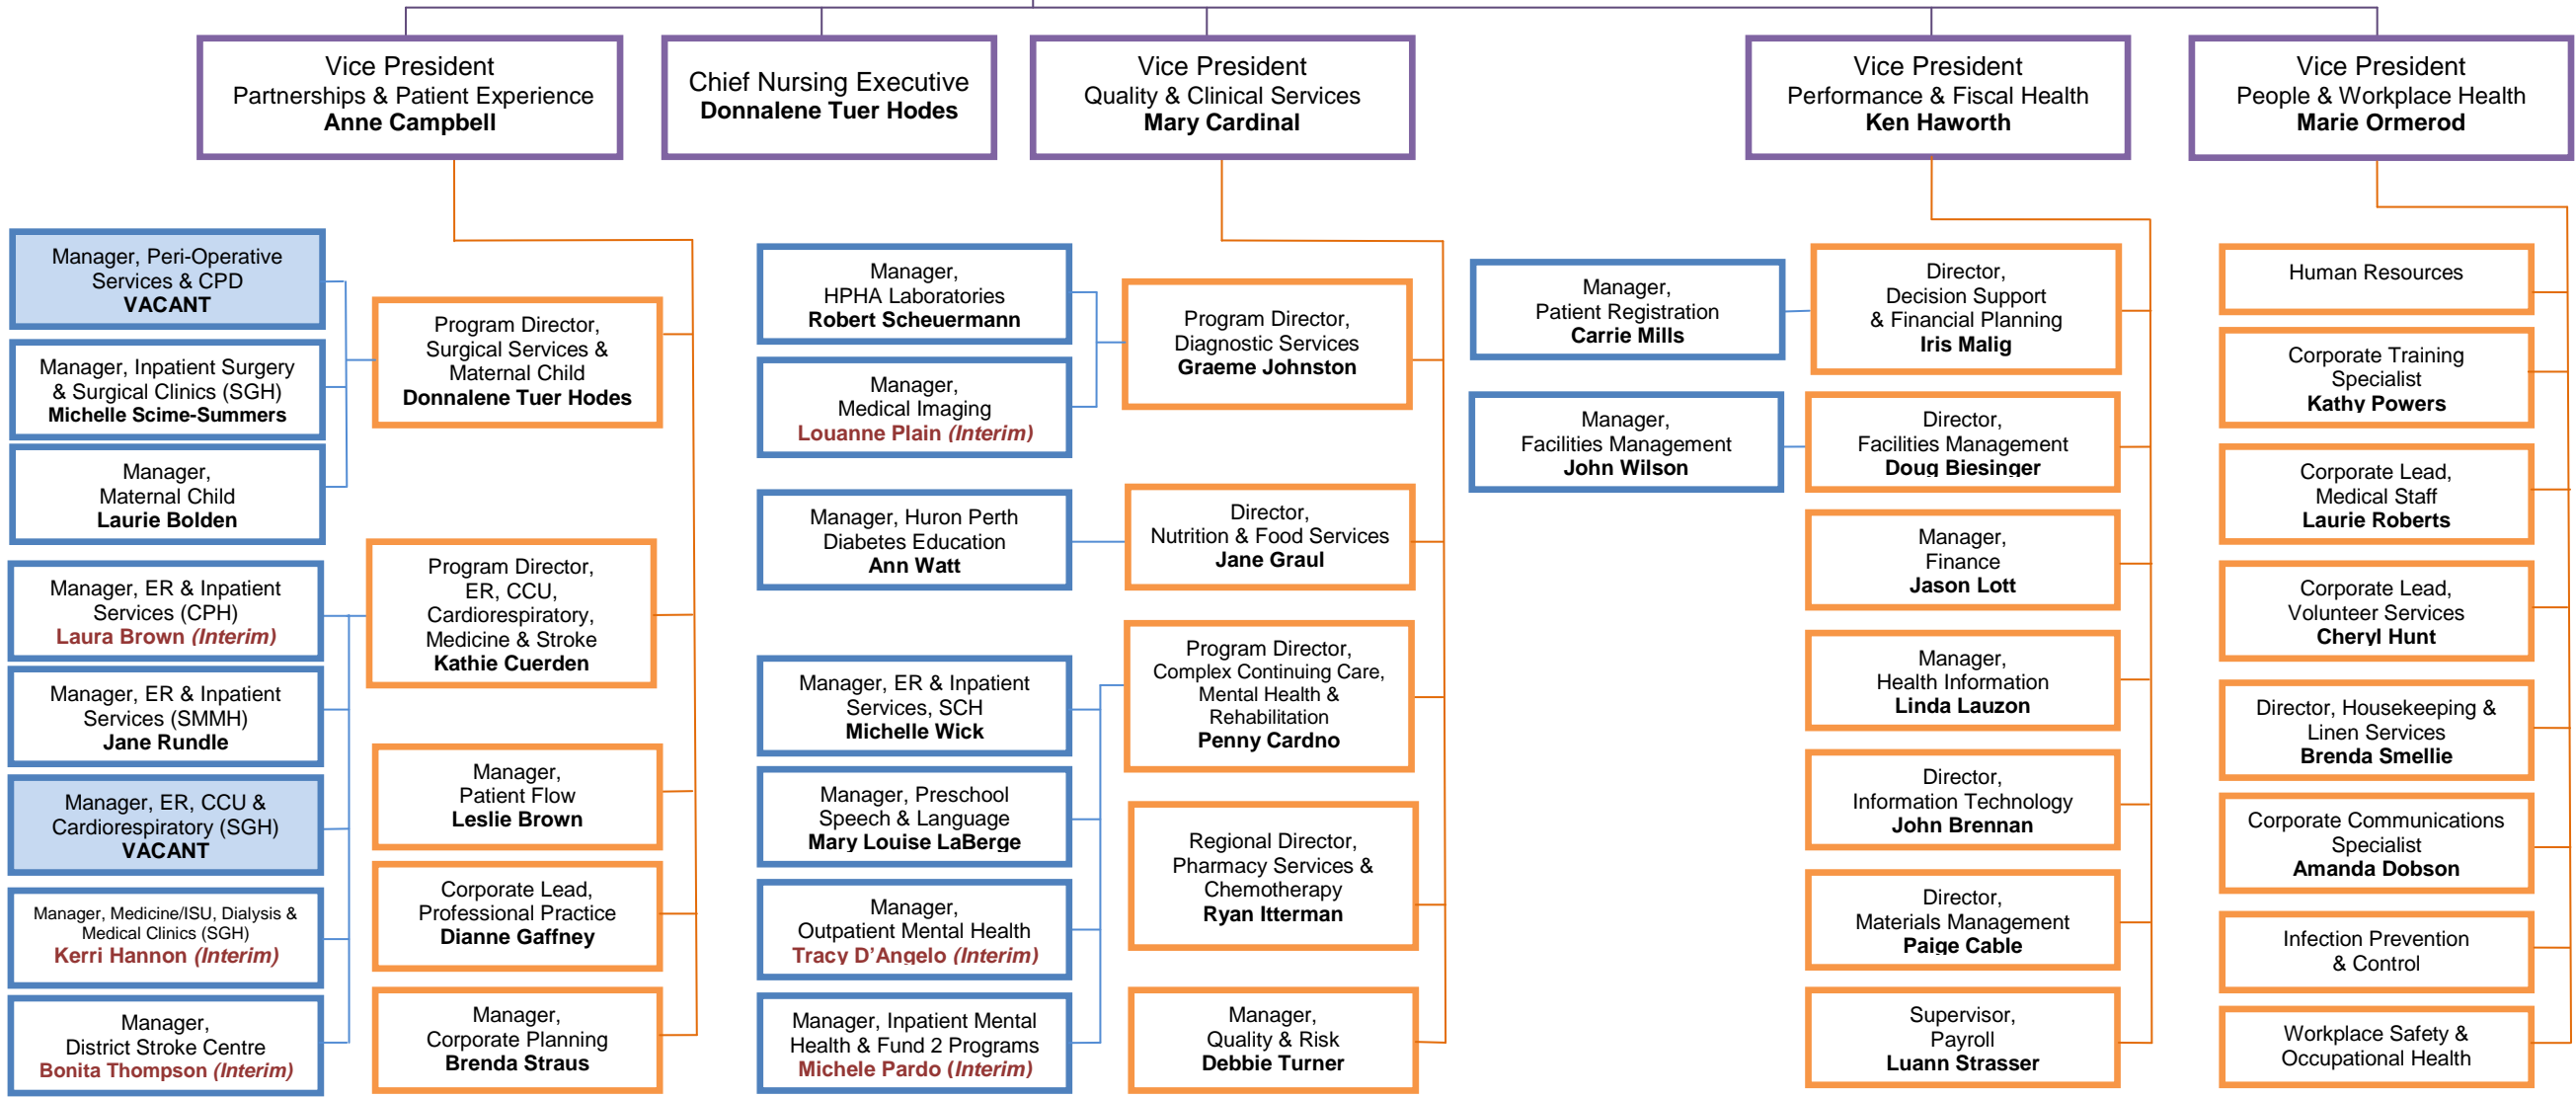 Vice President
Partnerships & Patient Experience
Anne Campbell
Chief Nursing Executive
Donnalene Tuer Hodes
Vice President
Quality & Clinical Services
Mary Cardinal
Vice President
Performance & Fiscal Health
Ken Haworth
Vice President
People & Workplace Health
Marie Ormerod
Manager, Peri-Operative
Services & CPD
VACANT
Manager, Inpatient Surgery
& Surgical Clinics (SGH)
Michelle Scime-Summers
Manager,
Maternal Child
Laurie Bolden
Manager, ER & Inpatient
Services (CPH)
Laura Brown (Interim)
Manager, ER & Inpatient
Services (SMMH)
Jane Rundle
Manager, ER, CCU &
Cardiorespiratory (SGH)
VACANT
Manager, Medicine/ISU, Dialysis &
Medical Clinics (SGH)
Kerri Hannon (Interim)
Manager,
District Stroke Centre
Bonita Thompson (Interim)
Program Director,
Surgical Services &
Maternal Child
Donnalene Tuer Hodes
Program Director,
ER, CCU,
Cardiorespiratory,
Medicine & Stroke
Kathie Cuerden
Manager,
Patient Flow
Leslie Brown
Corporate Lead,
Professional Practice
Dianne Gaffney
Manager,
Corporate Planning
Brenda Straus
Manager,
HPHA Laboratories
Robert Scheuermann
Manager,
Medical Imaging
Louanne Plain (Interim)
Manager, Huron Perth
Diabetes Education
Ann Watt
Manager, ER & Inpatient
Services, SCH
Michelle Wick
Manager, Preschool
Speech & Language
Mary Louise LaBerge
Manager,
Outpatient Mental Health
Tracy D’Angelo (Interim)
Manager, Inpatient Mental
Health & Fund 2 Programs
Michele Pardo (Interim)
Program Director,
Diagnostic Services
Graeme Johnston
Director,
Nutrition & Food Services
Jane Graul
Program Director,
Complex Continuing Care,
Mental Health &
Rehabilitation
Penny Cardno
Regional Director,
Pharmacy Services &
Chemotherapy
Ryan Itterman
Manager,
Quality & Risk
Debbie Turner
Manager,
Patient Registration
Carrie Mills
Manager,
Facilities Management
John Wilson
Director,
Decision Support
& Financial Planning
Iris Malig
Director,
Facilities Management
Doug Biesinger
Manager,
Finance
Jason Lott
Manager,
Health Information
Linda Lauzon
Director,
Information Technology
John Brennan
Director,
Materials Management
Paige Cable
Supervisor,
Payroll
Luann Strasser
Human Resources
Corporate Training
Specialist
Kathy Powers
Corporate Lead,
Medical Staff
Laurie Roberts
Corporate Lead,
Volunteer Services
Cheryl Hunt
Director, Housekeeping &
Linen Services
Brenda Smellie
Corporate Communications
Specialist
Amanda Dobson
Infection Prevention
& Control
Workplace Safety &
Occupational Health